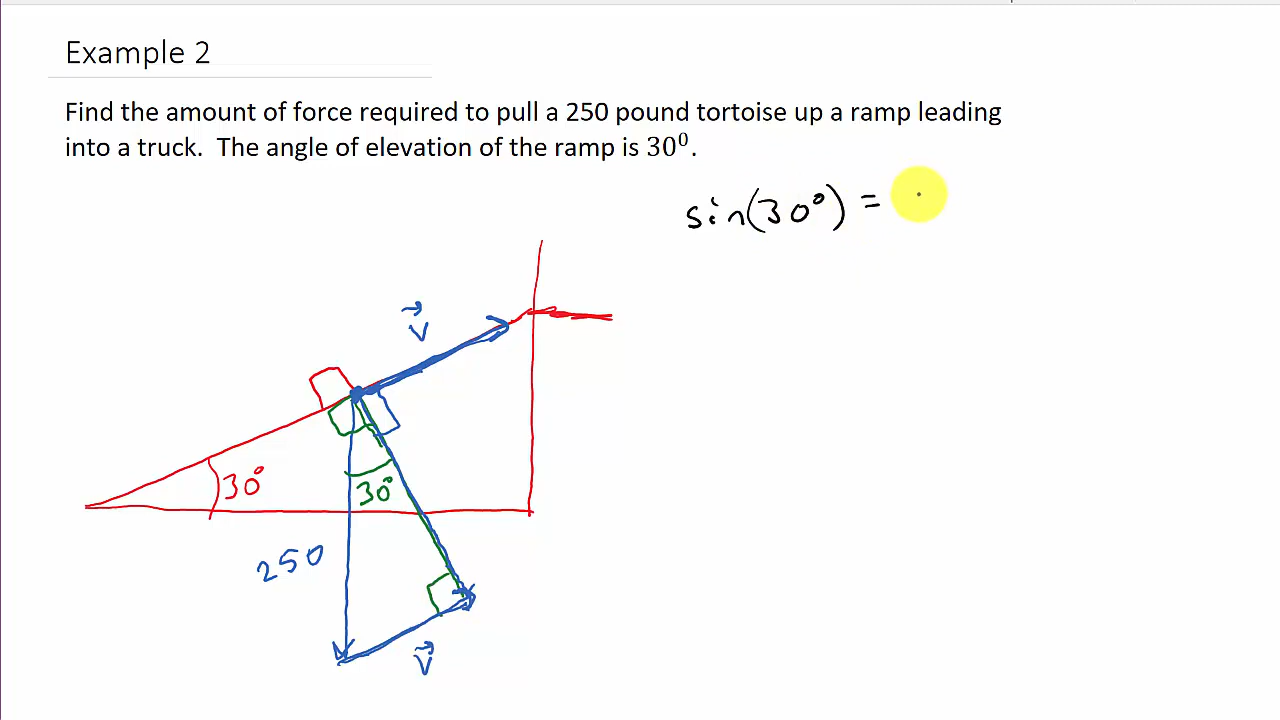 Example 2
Find the amount of force required to pull a 250 pound tortoise up a ramp leading
into a truck. The angle of elevation of the ramp is 30⁰.
sin(30°) =
v⃗
30°
30°
250
v⃗